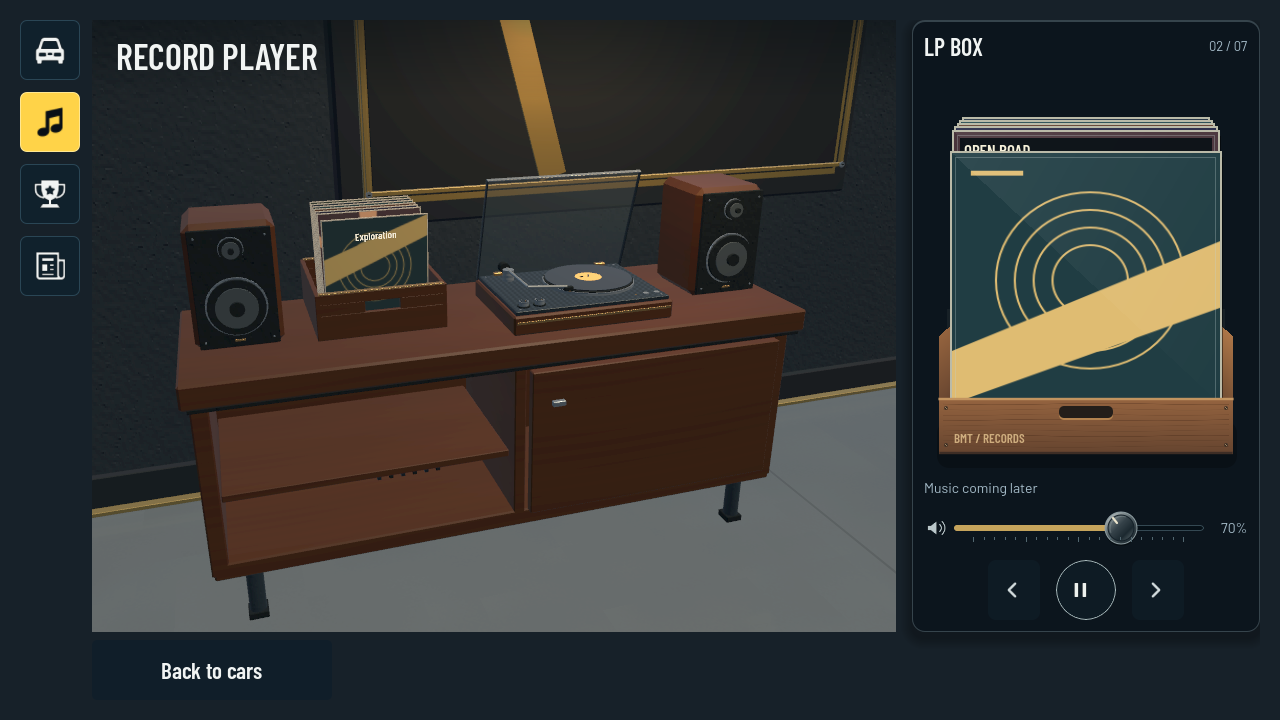 RECORD PLAYER
Exploration
Back to cars
LP BOX
02 / 07
OPEN ROAD
BMT / RECORDS
Music coming later
70%